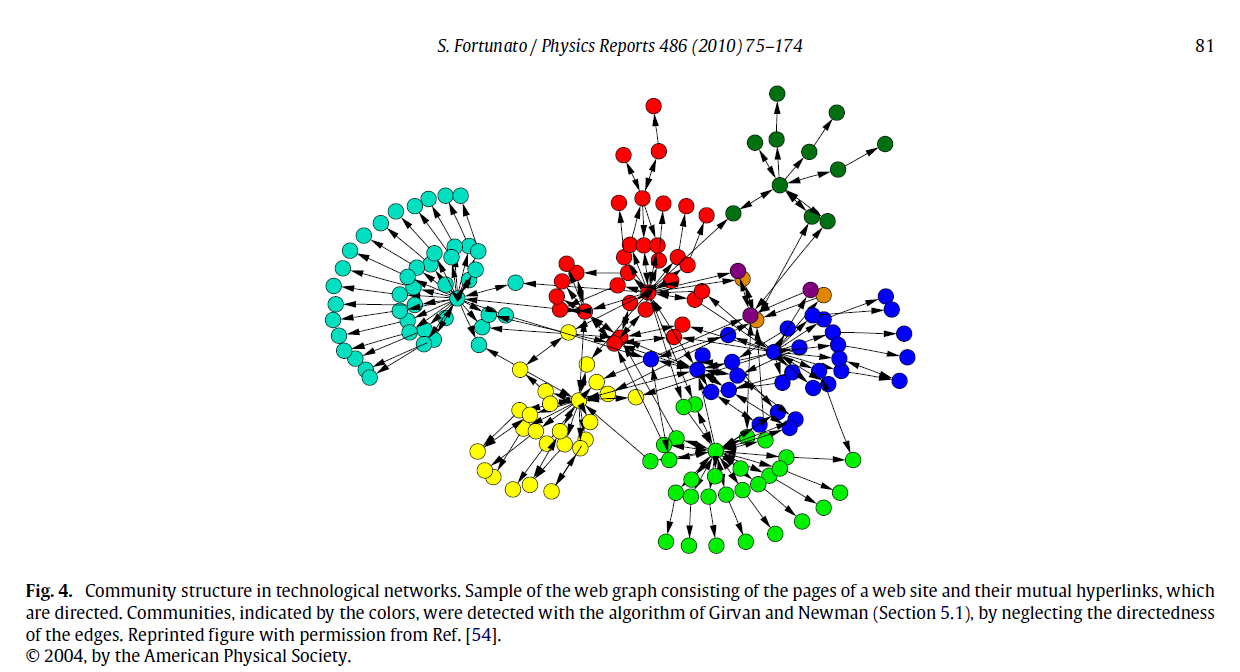 S. Fortunato / Physics Reports 486 (2010) 75–174
81
Fig. 4. Community structure in technological networks. Sample of the web graph consisting of the pages of a web site and their mutual hyperlinks, which
are directed. Communities, indicated by the colors, were detected with the algorithm of Girvan and Newman (Section 5.1), by neglecting the directedness
of the edges. Reprinted figure with permission from Ref. [54].
© 2004, by the American Physical Society.